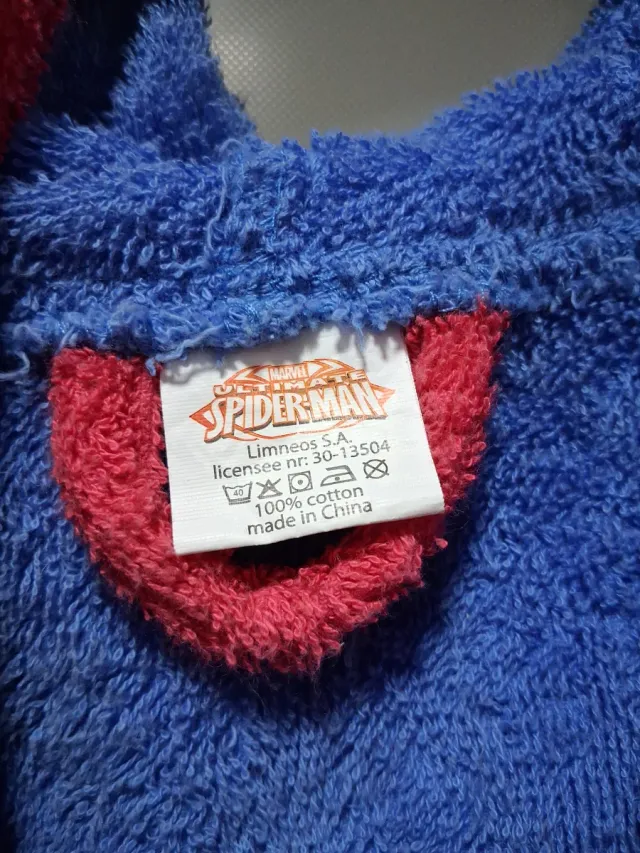 MARVEL
ULTIMATE
SPIDER-MAN
Limneos S.A.
licensee nr: 30-13504
40
100% cotton
made in China